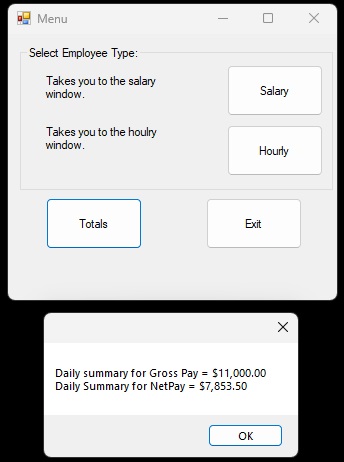 Menu
Select Employee Type:
Takes you to the salary
window.
Salary
Takes you to the houlry
window.
Hourly
Totals
Exit
Daily summary for Gross Pay = $11,000.00
Daily Summary for NetPay = $7,853.50
OK